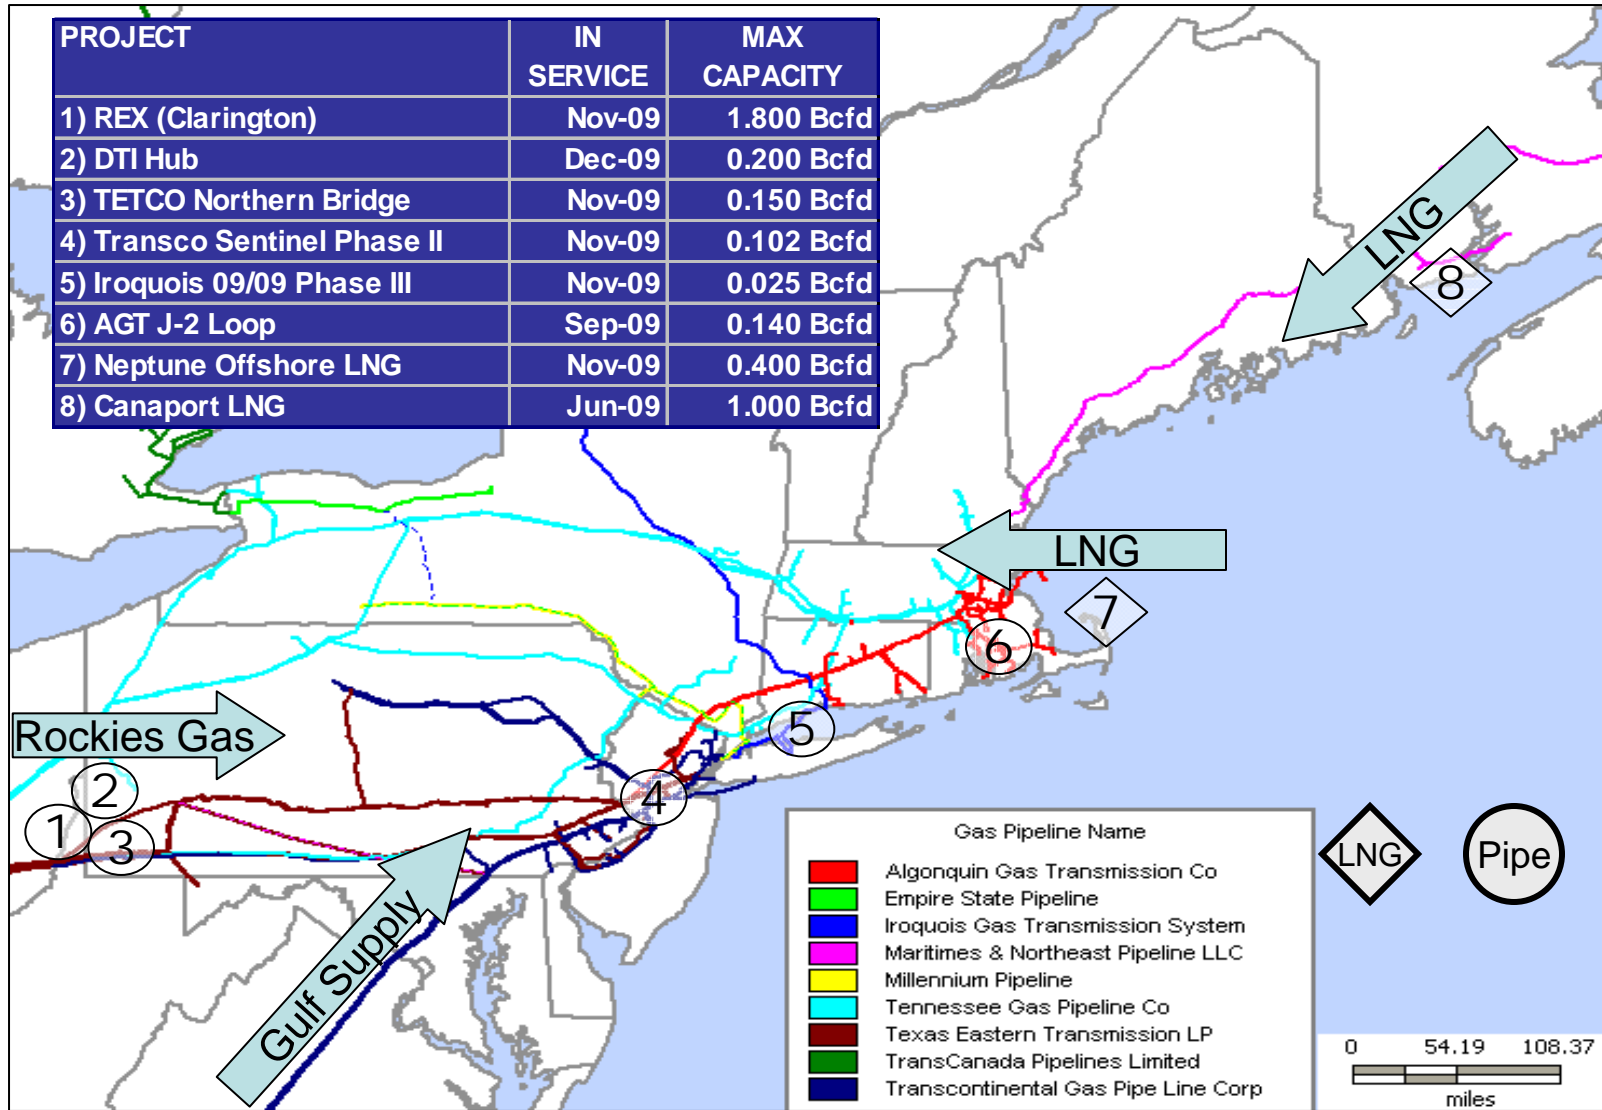 PROJECT IN SERVICE MAX CAPACITY
1) REX (Clarington) Nov-09 1.800 Bcfd
2) DTI Hub Dec-09 0.200 Bcfd
3) TETCO Northern Bridge Nov-09 0.150 Bcfd
4) Transco Sentinel Phase II Nov-09 0.102 Bcfd
5) Iroquois 09/09 Phase III Nov-09 0.025 Bcfd
6) AGT J-2 Loop Sep-09 0.140 Bcfd
7) Neptune Offshore LNG Nov-09 0.400 Bcfd
8) Canaport LNG Jun-09 1.000 Bcfd
LNG
8
LNG
7
6
5
Rockies Gas
2
4
1
3
Gulf Supply
Gas Pipeline Name
Algonquin Gas Transmission Co
Empire State Pipeline
Iroquois Gas Transmission System
Maritimes & Northeast Pipeline LLC
Millennium Pipeline
Tennessee Gas Pipeline Co
Texas Eastern Transmission LP
TransCanada Pipelines Limited
Transcontinental Gas Pipe Line Corp
LNG
Pipe
0 54.19 108.37
miles